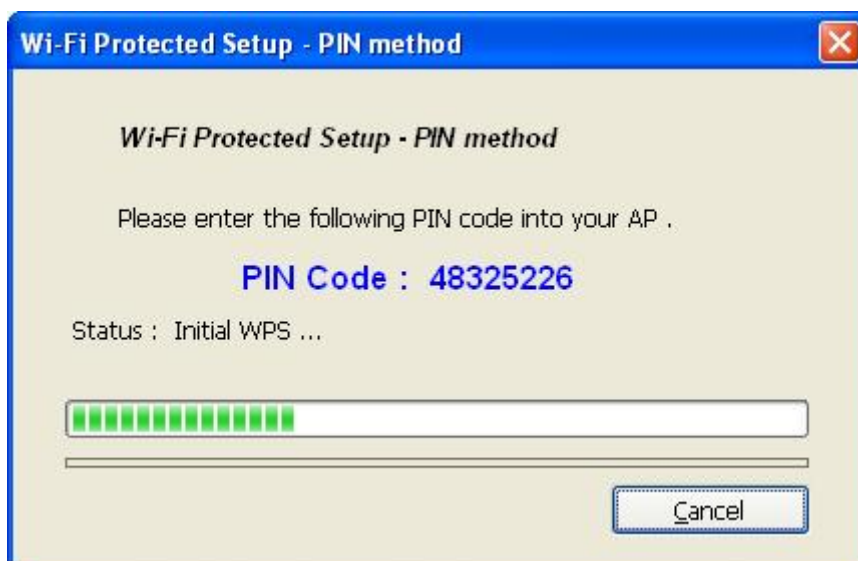 Wi-Fi Protected Setup - PIN method
Wi-Fi Protected Setup - PIN method
Please enter the following PIN code into your AP .
PIN Code : 48325226
Status : Initial WPS ...
Cancel